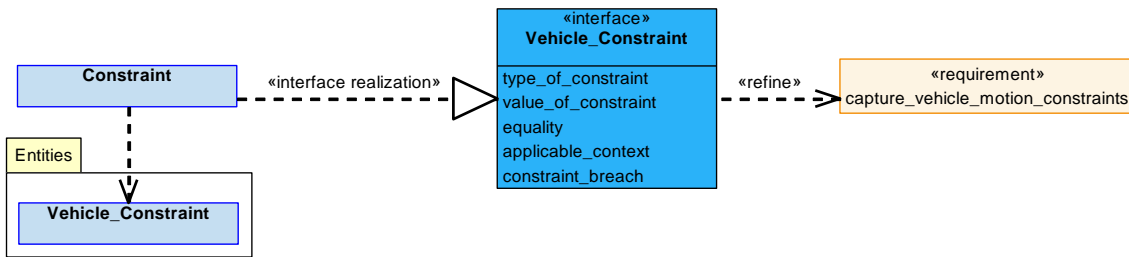 «interface»
Vehicle_Constraint
type_of_constraint
value_of_constraint
equality
applicable_context
constraint_breach
Constraint
«interface realization»
«refine»
«requirement»
capture_vehicle_motion_constraints
Entities
Vehicle_Constraint